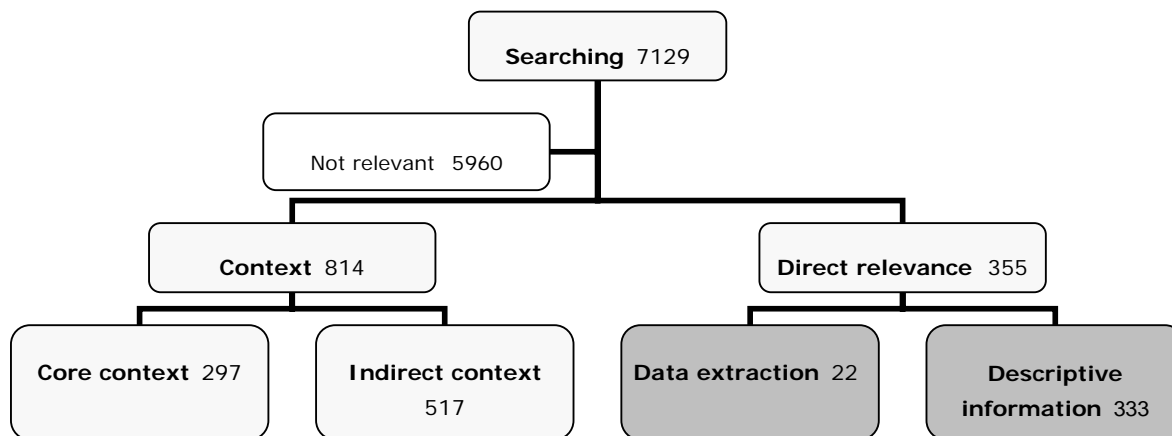 Searching 7129
Not relevant 5960
Context 814
Direct relevance 355
Core context 297
Indirect context
517
Data extraction 22
Descriptive
information 333